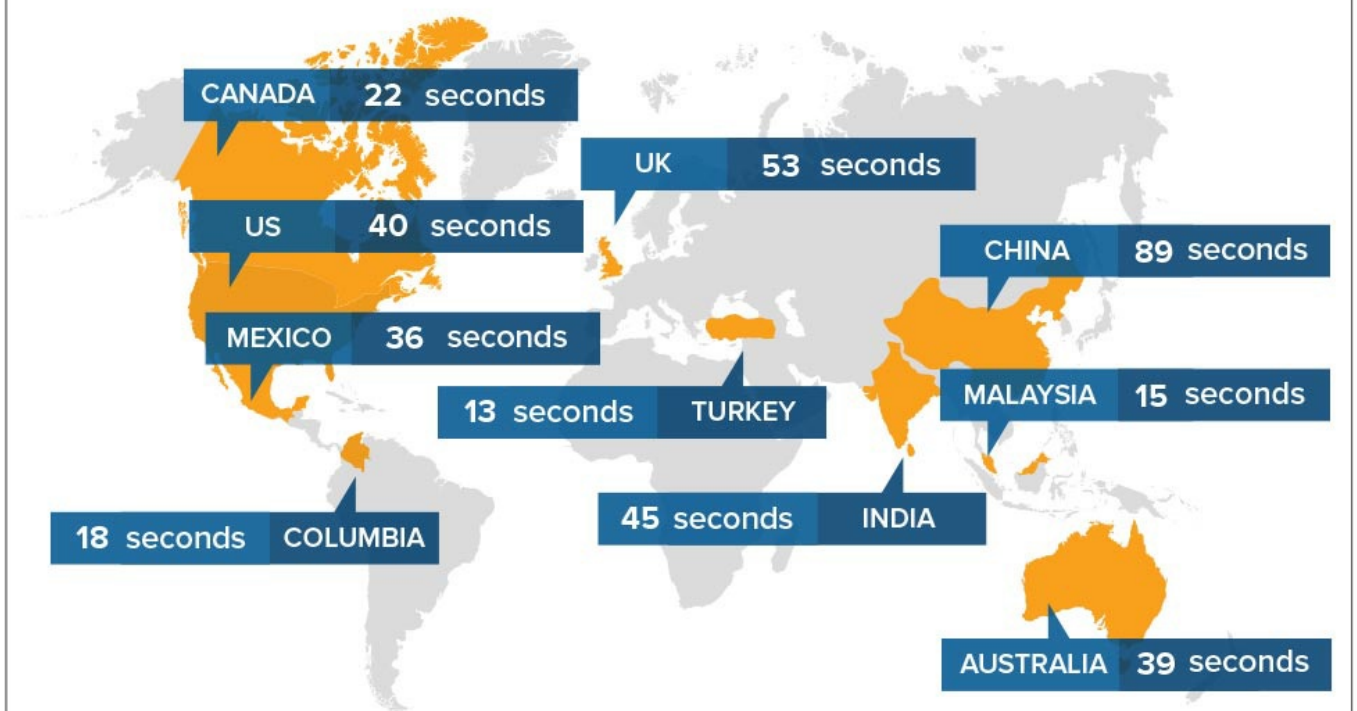 CANADA 22 seconds
UK 53 seconds
US 40 seconds
CHINA 89 seconds
MEXICO 36 seconds
MALAYSIA 15 seconds
13 seconds TURKEY
45 seconds INDIA
18 seconds COLUMBIA
AUSTRALIA 39 seconds